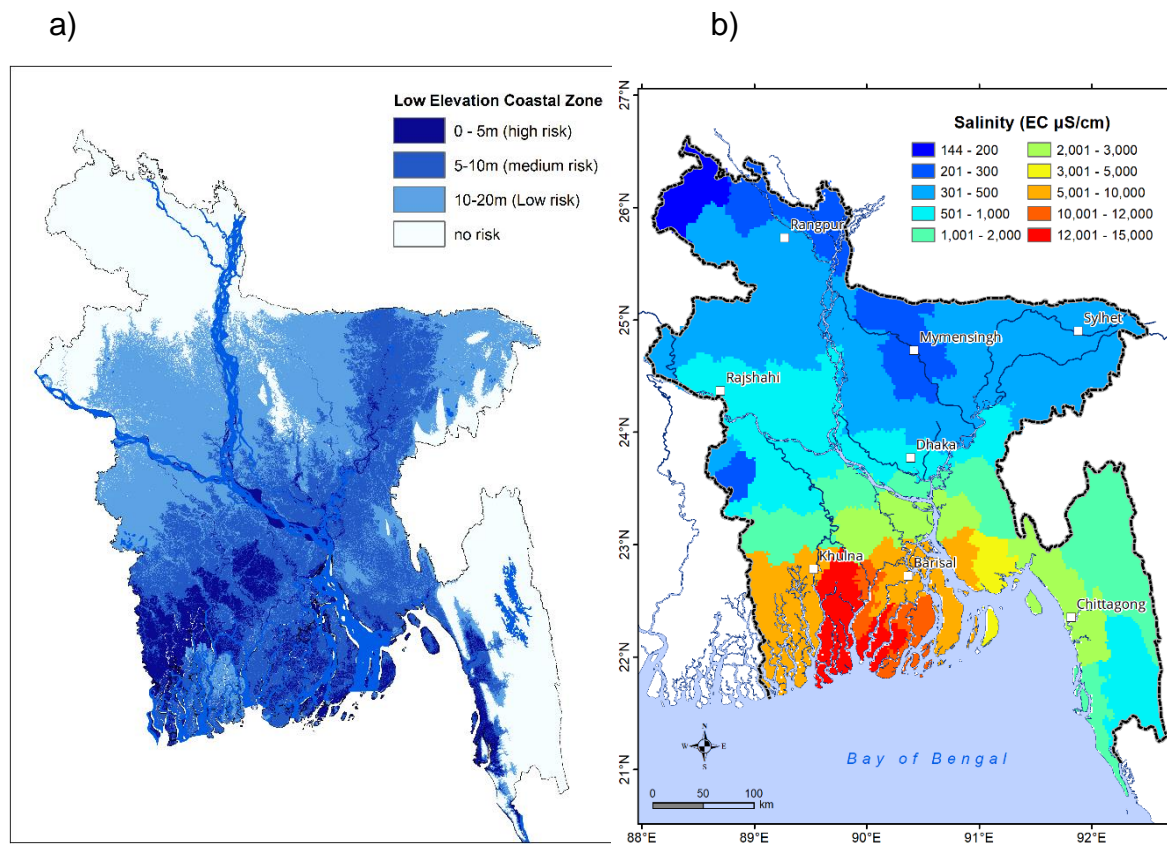 a)
b)
Low Elevation Coastal Zone
0 - 5m (high risk)
5-10m (medium risk)
10-20m (Low risk)
no risk
27°N
26°N
25°N
24°N
23°N
22°N
21°N
Salinity (EC µS/cm)
144 - 200
201 - 300
301 - 500
501 - 1,000
1,001 - 2,000
2,001 - 3,000
3,001 - 5,000
5,001 - 10,000
10,001 - 12,000
12,001 - 15,000
Rangpur
Sylhet
Mymensingh
Rajshahi
Dhaka
Khulna
Barisal
Chittagong
N
W E
S
Bay of Bengal
0 50 100
km
88°E 89°E 90°E 91°E 92°E